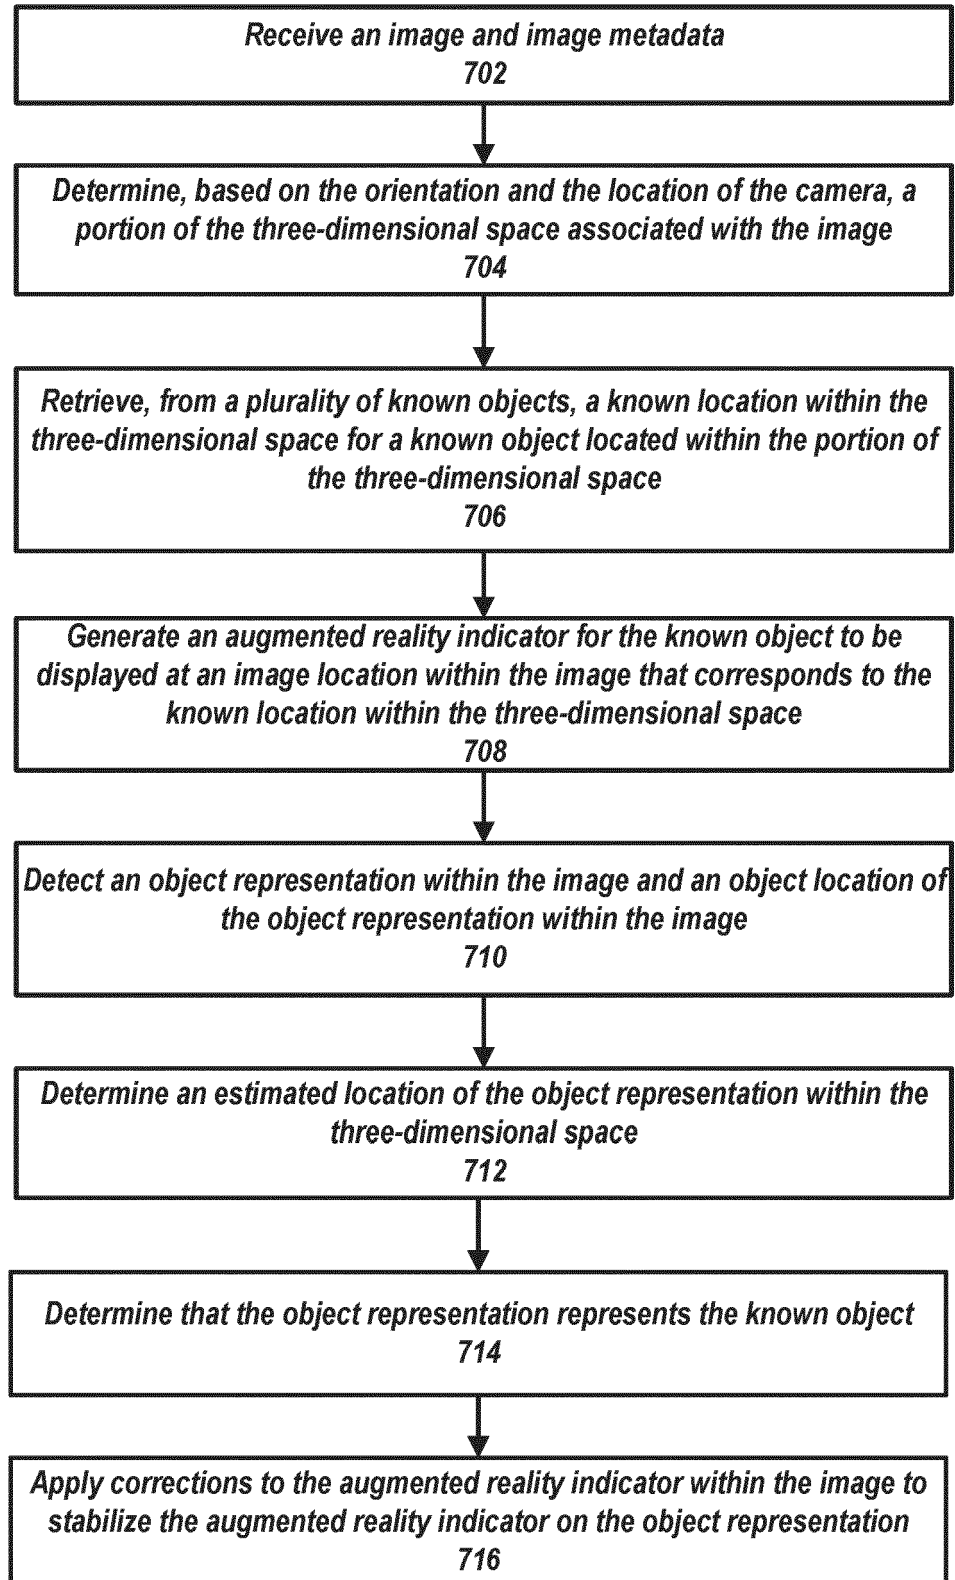 Receive an image and image metadata
702
Determine, based on the orientation and the location of the camera, a
portion of the three-dimensional space associated with the image
704
Retrieve, from a plurality of known objects, a known location within the
three-dimensional space for a known object located within the portion of
the three-dimensional space
706
Generate an augmented reality indicator for the known object to be
displayed at an image location within the image that corresponds to the
known location within the three-dimensional space
708
Detect an object representation within the image and an object location of
the object representation within the image
710
Determine an estimated location of the object representation within the
three-dimensional space
712
Determine that the object representation represents the known object
714
Apply corrections to the augmented reality indicator within the image to
stabilize the augmented reality indicator on the object representation
716